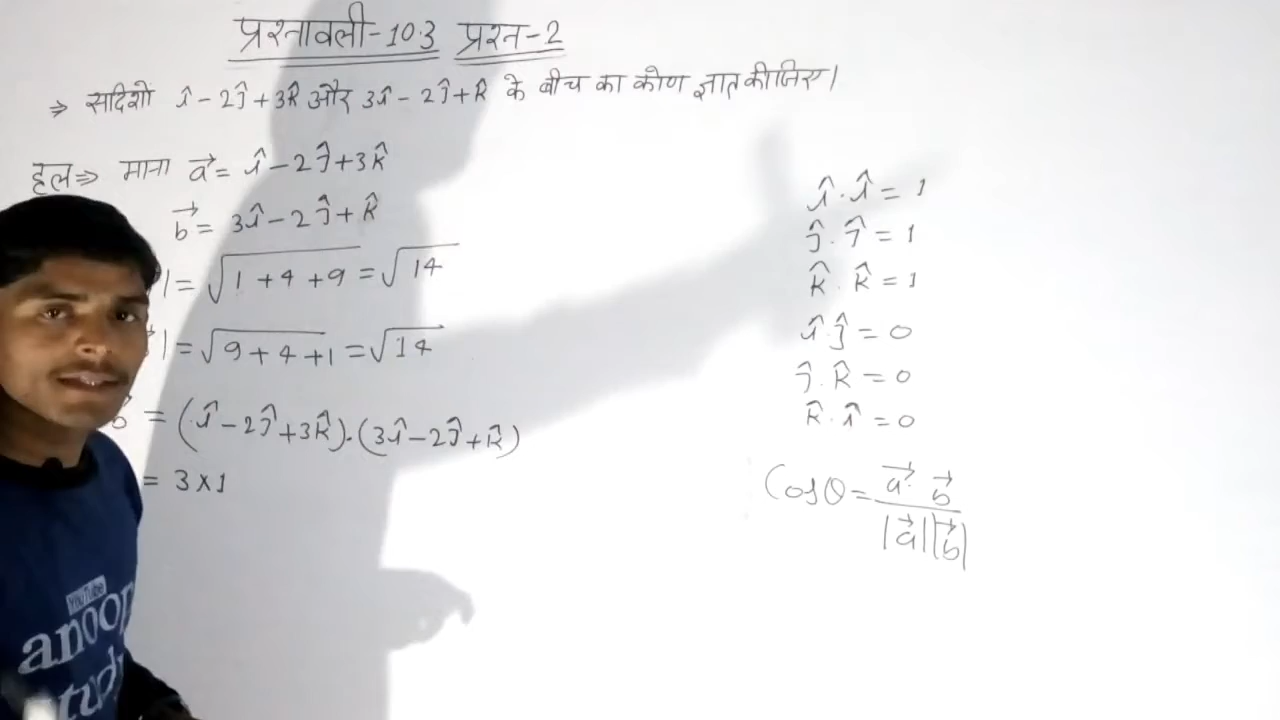 प्रश्नावली-10.3 प्रश्न-2
⇒ सदिशों î - 2ĵ + 3k̂ और 3î - 2ĵ + k̂ के बीच का कोण ज्ञात कीजिए।
हल⇒ माना a⃗ = î - 2ĵ + 3k̂
b⃗ = 3î - 2ĵ + k̂
| = √(1 + 4 + 9) = √14
| = √(9 + 4 + 1) = √14
b⃗ = (î - 2ĵ + 3k̂).(3î - 2ĵ + k̂)
= 3 × 1
î . î = 1
ĵ . ĵ = 1
k̂ . k̂ = 1
î . ĵ = 0
ĵ . k̂ = 0
k̂ . î = 0
Cosθ = a⃗ . b⃗ / |a⃗||b⃗|
YouTube
anoop
study